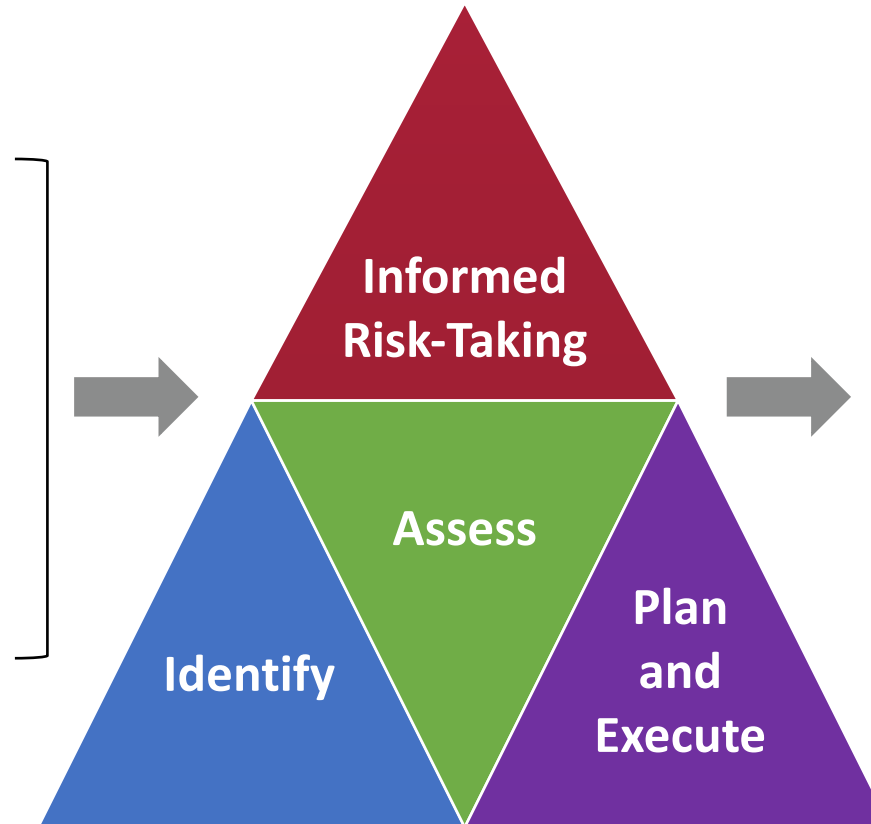 Informed
Risk-Taking
Assess
Identify
Plan
and
Execute